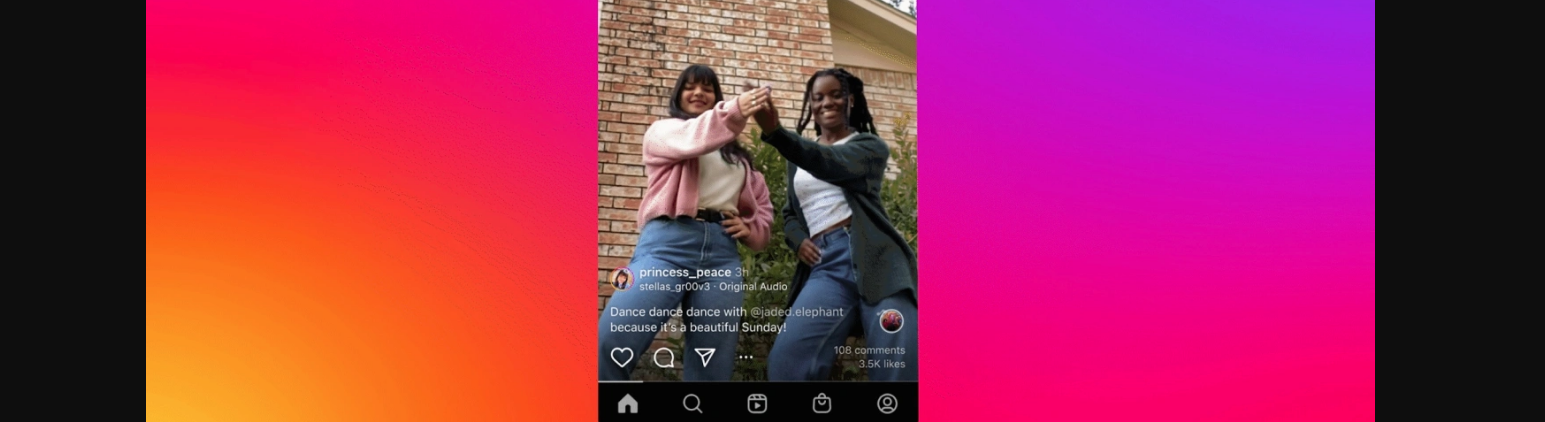 princess_peace 3h
stellas_gr00v3 · Original Audio
Dance dance dance with @jaded.elephant
because it's a beautiful Sunday!
108 comments
3.5K likes